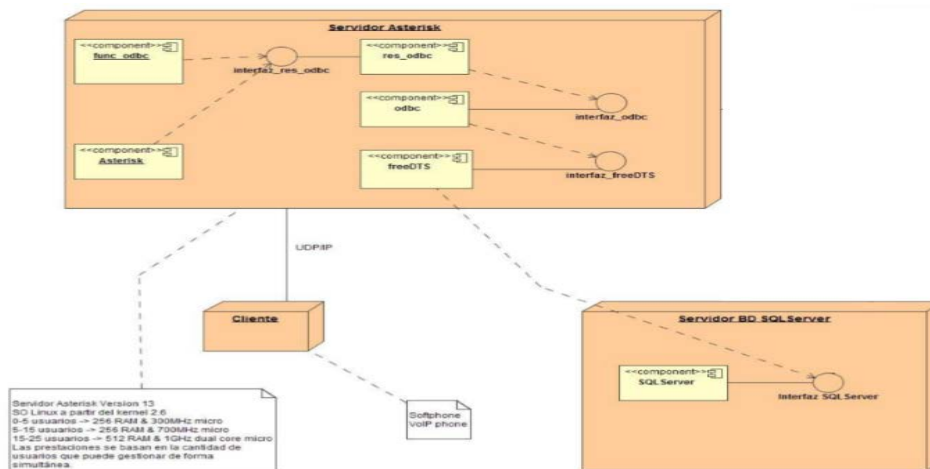 Servidor Asterisk
<<component>>
func_odbc
interfaz_res_odbc
<<component>>
res_odbc
<<component>>
odbc
interfaz_odbc
<<component>>
Asterisk
<<component>>
freeDTS
interfaz_freeDTS
UDP/IP
Cliente
Servidor BD SQLServer
<<component>>
SQLServer
Interfaz SQLServer
Servidor Asterisk Version 13
SO Linux a partir del kernel 2.6
0-5 usuarios -> 256 RAM & 300MHz micro
5-15 usuarios -> 256 RAM & 700MHz micro
15-25 usuarios -> 512 RAM & 1GHz dual core micro
Las prestaciones se basan en la cantidad de
usuarios que puede gestionar de forma
simultánea.
Softphone
VoIP phone